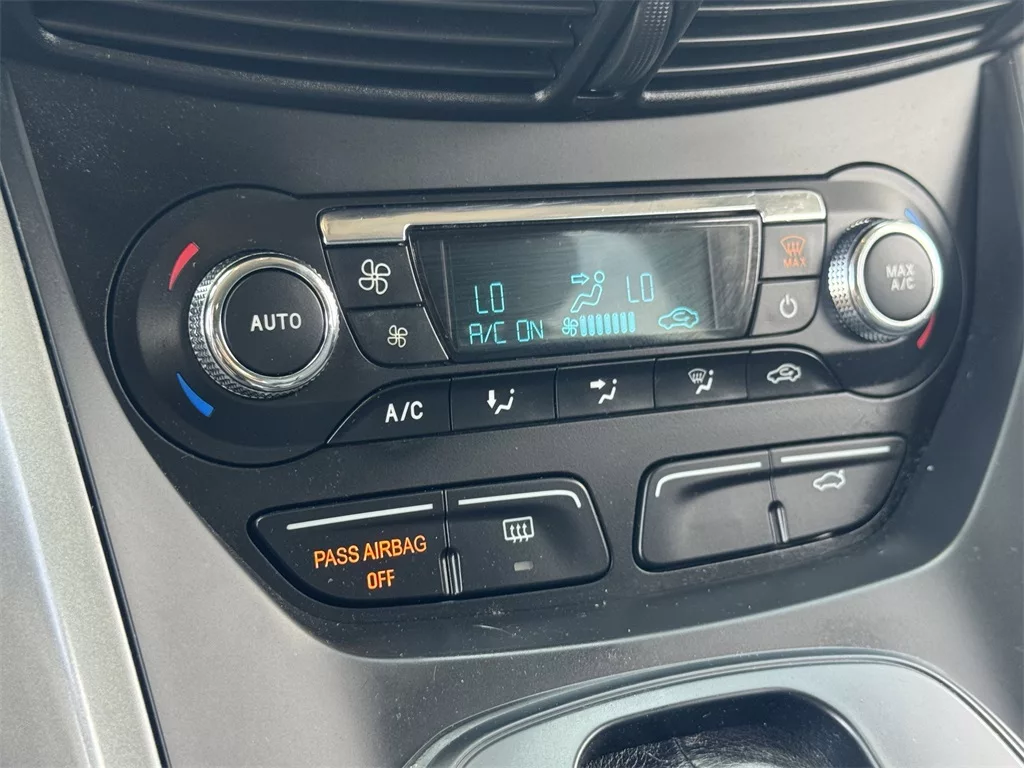 MAX
AUTO
MAX
A/C
LO
LO
A/C ON
A/C
PASS AIRBAG
OFF